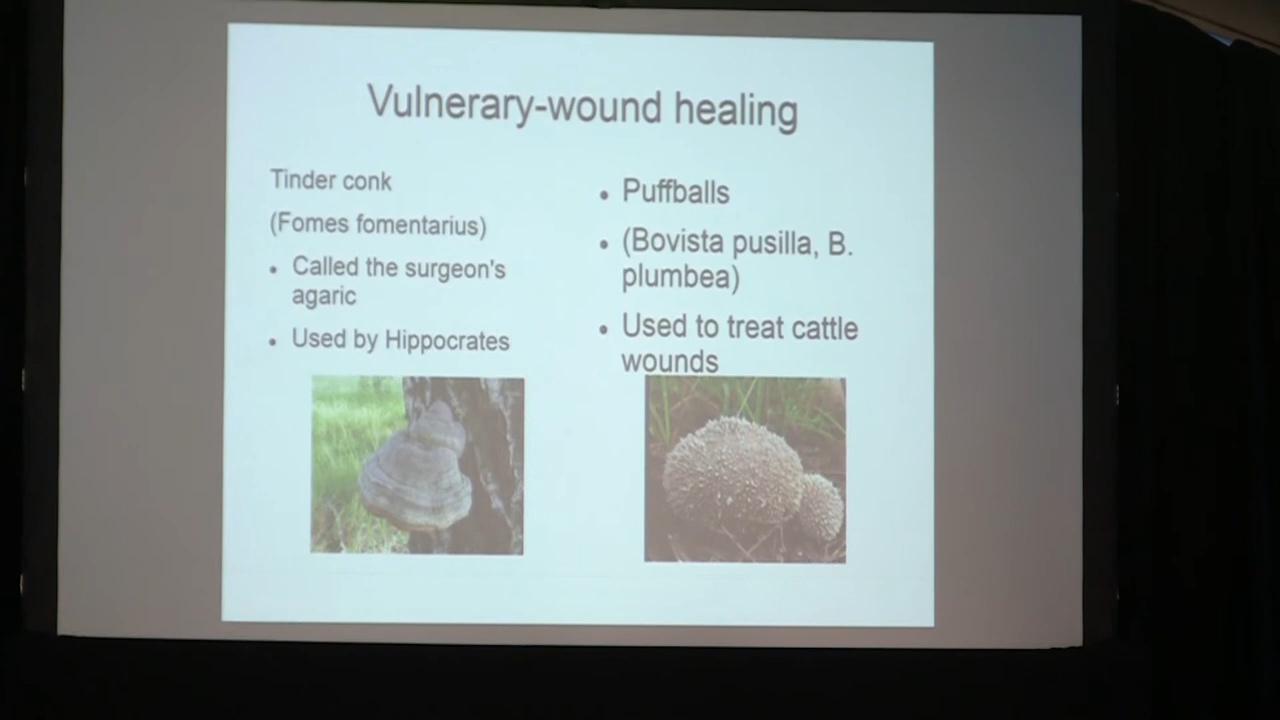 Vulnerary-wound healing
Tinder conk
(Fomes fomentarius)
• Called the surgeon's
agaric
• Used by Hippocrates
• Puffballs
• (Bovista pusilla, B.
plumbea)
• Used to treat cattle
wounds